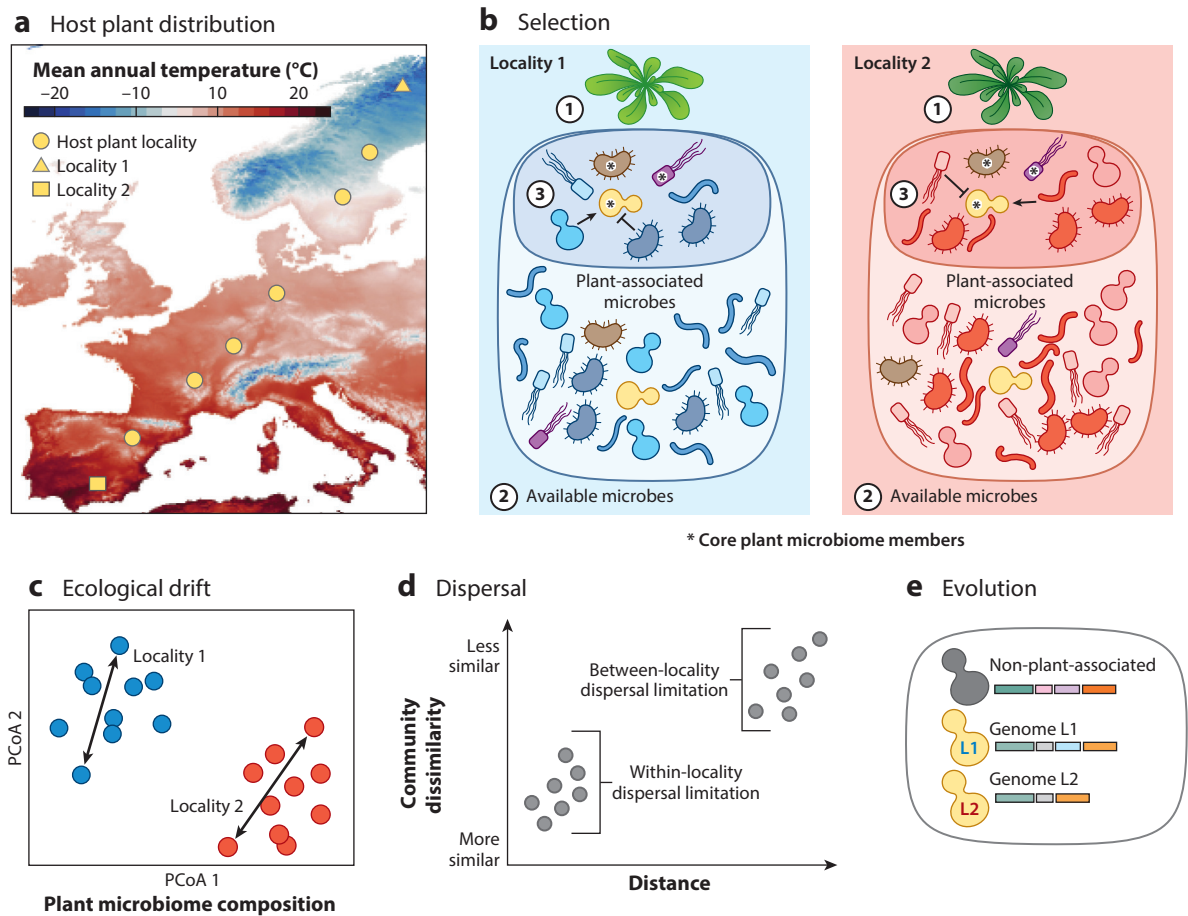 a Host plant distribution
Mean annual temperature (°C)
−20 −10 10 20
Host plant locality
Locality 1
Locality 2
b Selection
Locality 1
1
*
*
*
3
Plant-associated
microbes
2 Available microbes
Locality 2
1
*
*
*
3
Plant-associated
microbes
2 Available microbes
* Core plant microbiome members
c Ecological drift
Locality 1
Locality 2
PCoA 2
PCoA 1
Plant microbiome composition
d Dispersal
Less
similar
Between-locality
dispersal limitation
Community
dissimilarity
Within-locality
dispersal limitation
More
similar
Distance
e Evolution
Non-plant-associated
Genome L1
L1
Genome L2
L2